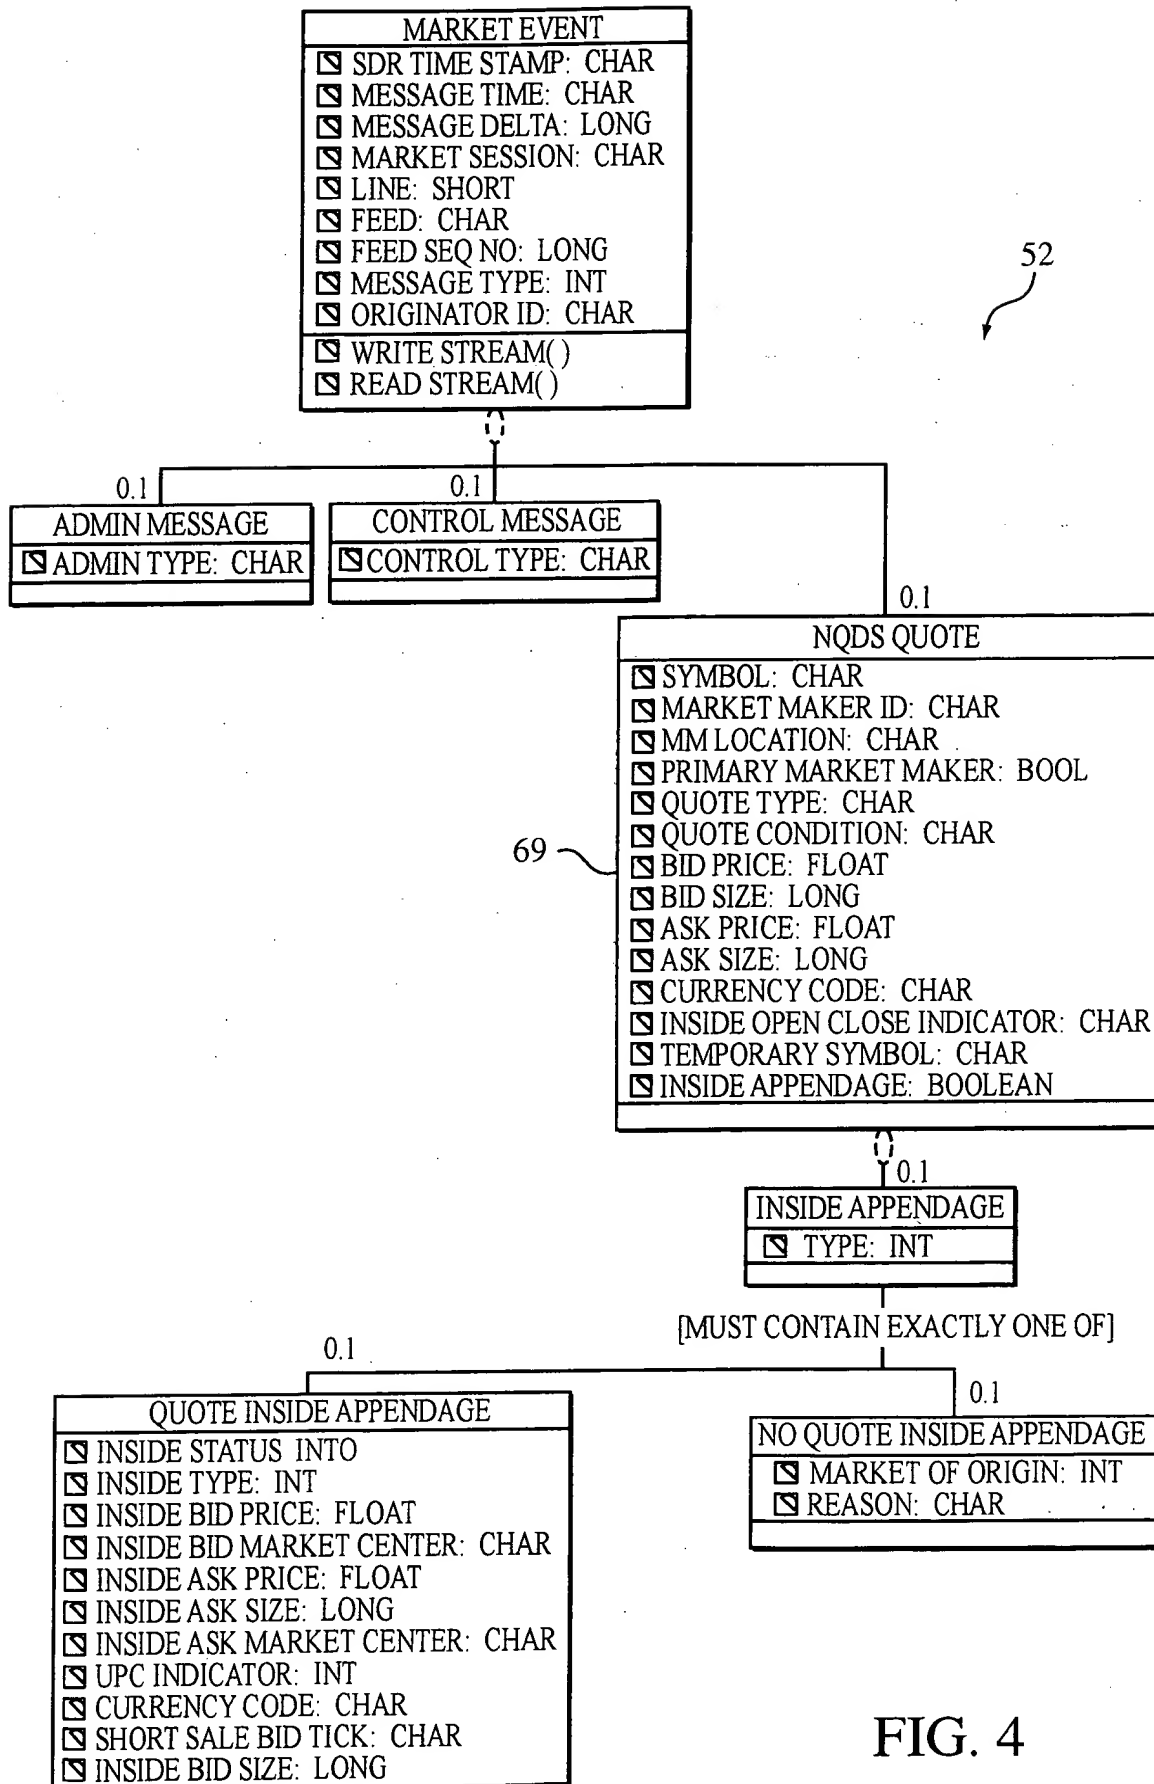 MARKET EVENT
SDR TIME STAMP: CHAR
MESSAGE TIME: CHAR
MESSAGE DELTA: LONG
MARKET SESSION: CHAR
LINE: SHORT
FEED: CHAR
FEED SEQ NO: LONG
MESSAGE TYPE: INT
ORIGINATOR ID: CHAR
WRITE STREAM( )
READ STREAM( )
52
0.1
ADMIN MESSAGE
ADMIN TYPE: CHAR
0.1
CONTROL MESSAGE
CONTROL TYPE: CHAR
0.1
NQDS QUOTE
SYMBOL: CHAR
MARKET MAKER ID: CHAR
MM LOCATION: CHAR
PRIMARY MARKET MAKER: BOOL
QUOTE TYPE: CHAR
QUOTE CONDITION: CHAR
BID PRICE: FLOAT
BID SIZE: LONG
ASK PRICE: FLOAT
ASK SIZE: LONG
CURRENCY CODE: CHAR
INSIDE OPEN CLOSE INDICATOR: CHAR
TEMPORARY SYMBOL: CHAR
INSIDE APPENDAGE: BOOLEAN
69
0.1
INSIDE APPENDAGE
TYPE: INT
[MUST CONTAIN EXACTLY ONE OF]
0.1
QUOTE INSIDE APPENDAGE
INSIDE STATUS INTO
INSIDE TYPE: INT
INSIDE BID PRICE: FLOAT
INSIDE BID MARKET CENTER: CHAR
INSIDE ASK PRICE: FLOAT
INSIDE ASK SIZE: LONG
INSIDE ASK MARKET CENTER: CHAR
UPC INDICATOR: INT
CURRENCY CODE: CHAR
SHORT SALE BID TICK: CHAR
INSIDE BID SIZE: LONG
0.1
NO QUOTE INSIDE APPENDAGE
MARKET OF ORIGIN: INT
REASON: CHAR
FIG. 4